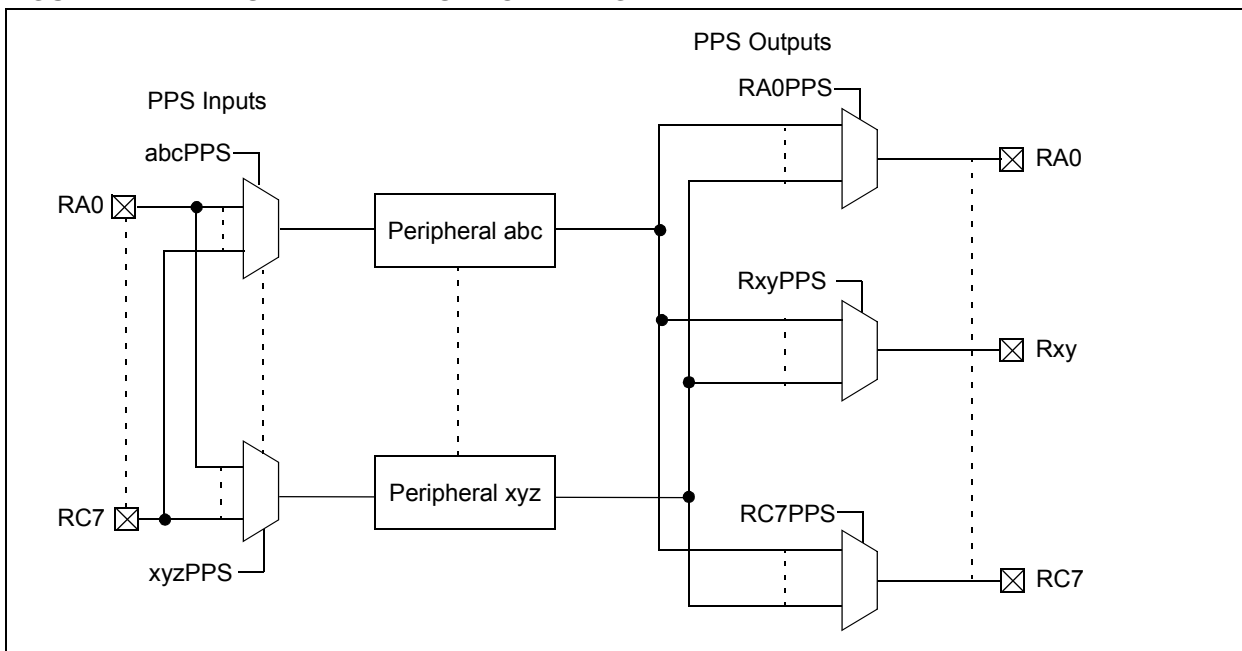 PPS Outputs
RA0PPS
PPS Inputs
abcPPS
RA0
RA0
Peripheral abc
RxyPPS
Rxy
Peripheral xyz
RC7
RC7PPS
xyzPPS
RC7